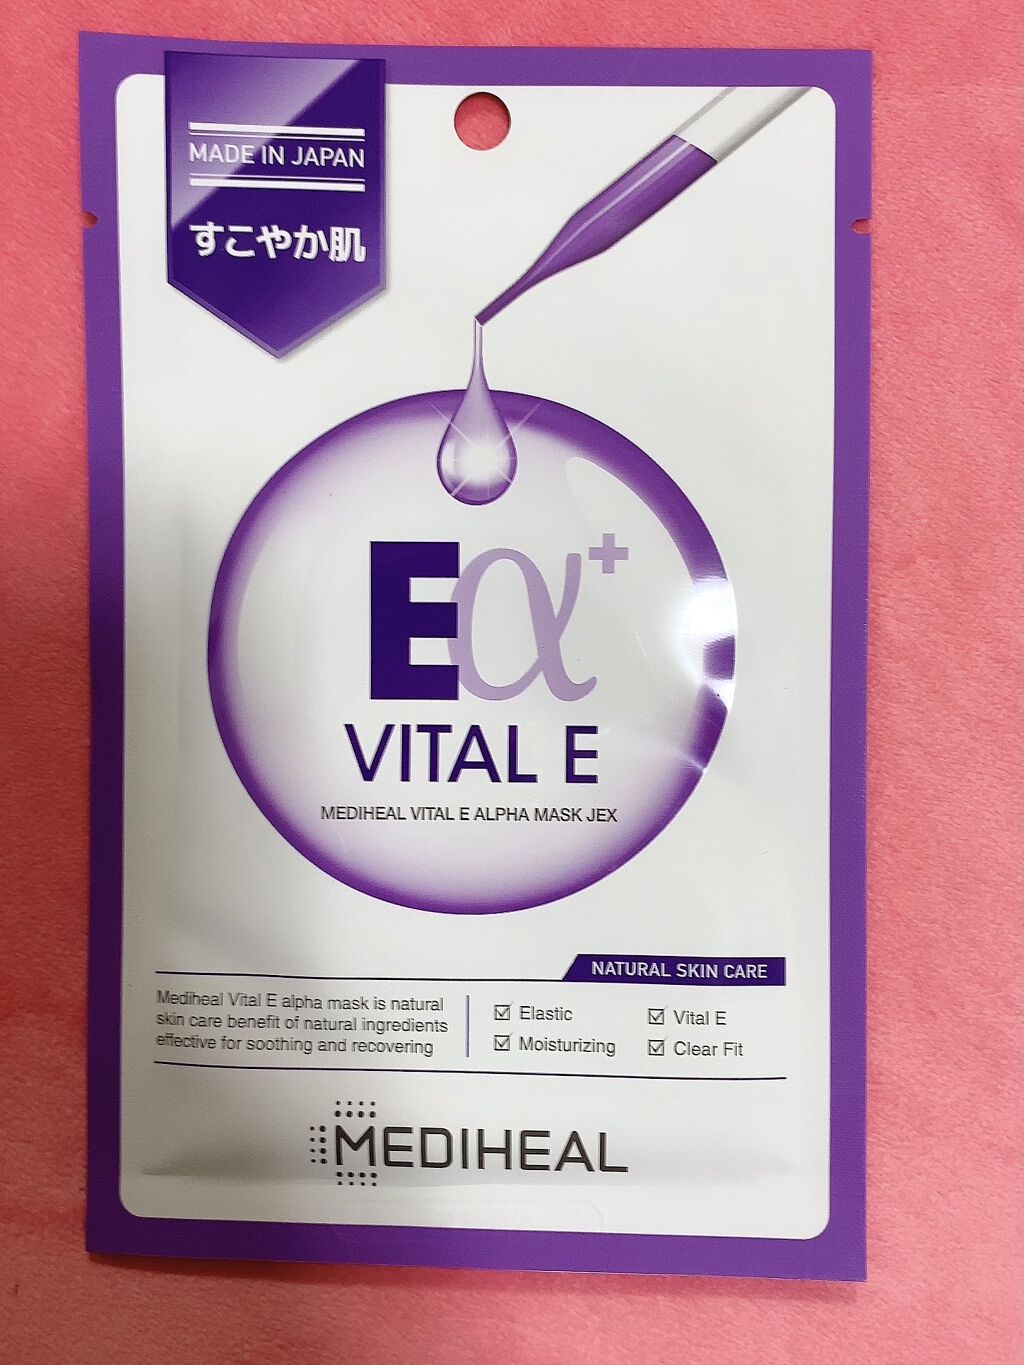 MADE IN JAPAN
すこやか肌
Eα+
VITAL E
MEDIHEAL VITAL E ALPHA MASK JEX
NATURAL SKIN CARE
Mediheal Vital E alpha mask is natural
skin care benefit of natural ingredients
effective for soothing and recovering
☑ Elastic
☑ Vital E
☑ Moisturizing
☑ Clear Fit
MEDIHEAL